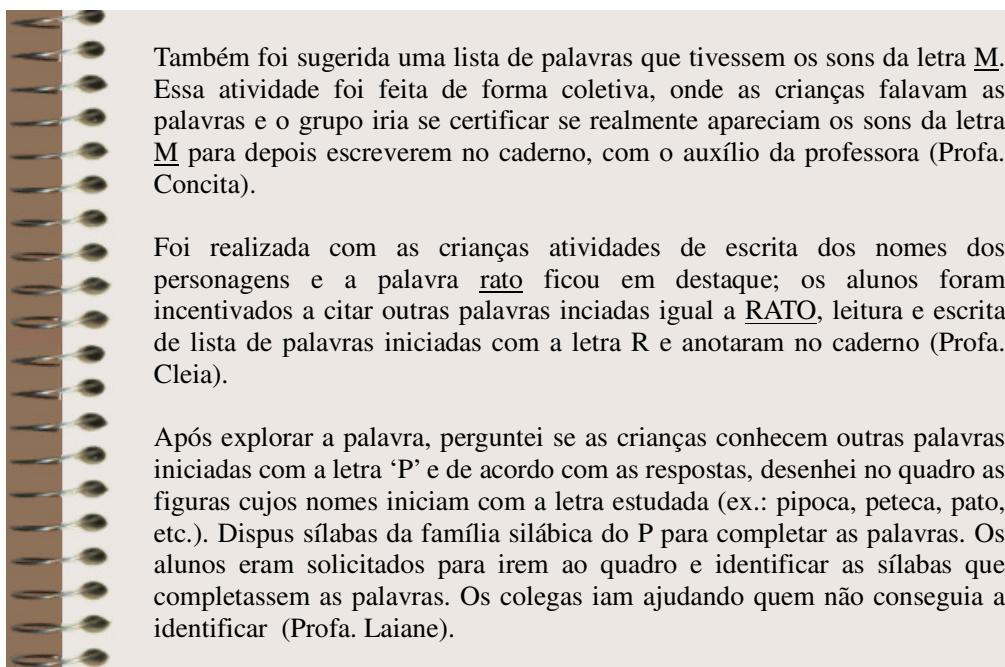 Também foi sugerida uma lista de palavras que tivessem os sons da letra M.
Essa atividade foi feita de forma coletiva, onde as crianças falavam as
palavras e o grupo iria se certificar se realmente apareciam os sons da letra
M para depois escreverem no caderno, com o auxílio da professora (Profa.
Concita).
Foi realizada com as crianças atividades de escrita dos nomes dos
personagens e a palavra rato ficou em destaque; os alunos foram
incentivados a citar outras palavras inciadas igual a RATO, leitura e escrita
de lista de palavras iniciadas com a letra R e anotaram no caderno (Profa.
Cleia).
Após explorar a palavra, perguntei se as crianças conhecem outras palavras
iniciadas com a letra ‘P’ e de acordo com as respostas, desenhei no quadro as
figuras cujos nomes iniciam com a letra estudada (ex.: pipoca, peteca, pato,
etc.). Dispus sílabas da família silábica do P para completar as palavras. Os
alunos eram solicitados para irem ao quadro e identificar as sílabas que
completassem as palavras. Os colegas iam ajudando quem não conseguia a
identificar (Profa. Laiane).